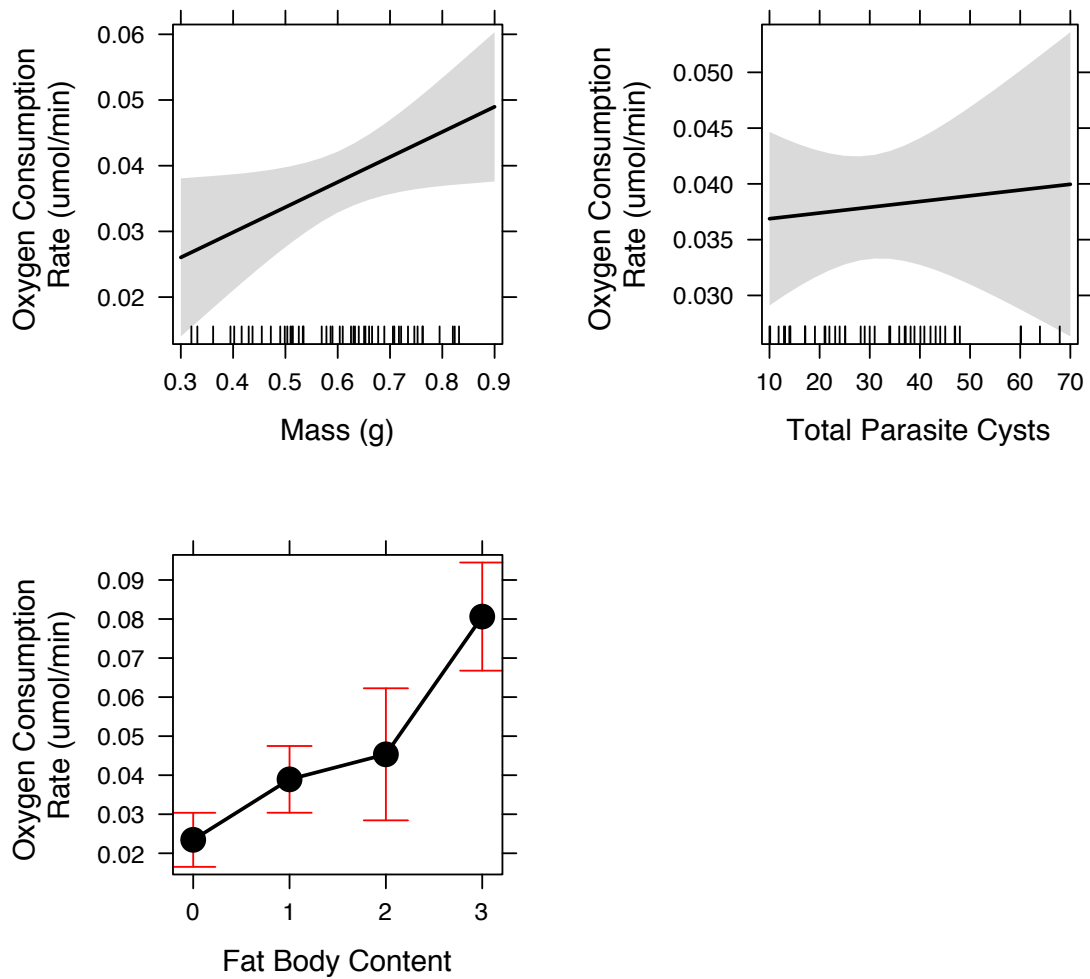 Oxygen Consumption
Rate (umol/min)
0.06
0.05
0.04
0.03
0.02
0.3 0.4 0.5 0.6 0.7 0.8 0.9
Mass (g)
Oxygen Consumption
Rate (umol/min)
0.050
0.045
0.040
0.035
0.030
10 20 30 40 50 60 70
Total Parasite Cysts
Oxygen Consumption
Rate (umol/min)
0.09
0.08
0.07
0.06
0.05
0.04
0.03
0.02
0 1 2 3
Fat Body Content